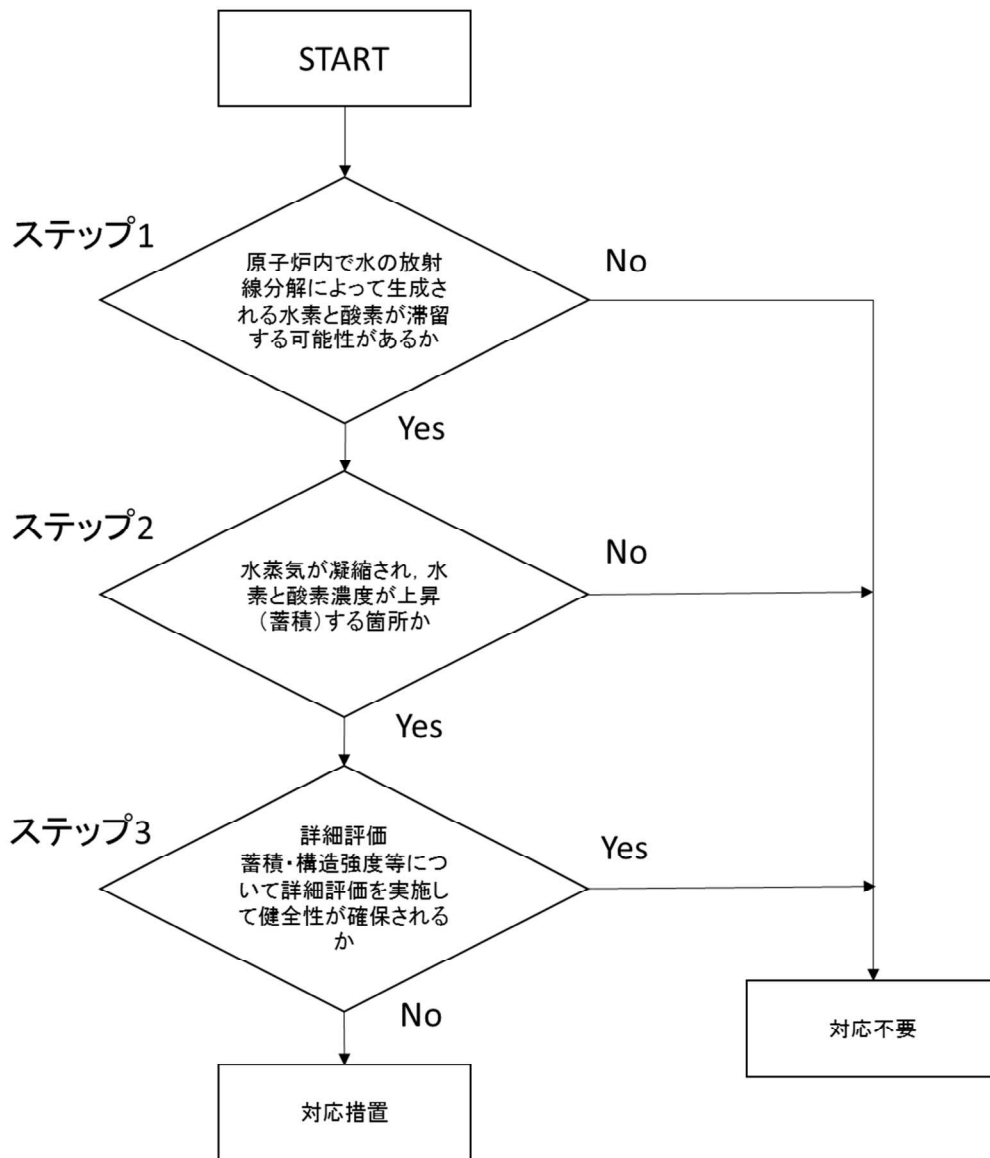 START
ステップ1
原子炉内で水の放射
線分解によって生成さ
れる水素と酸素が滞留
する可能性があるか
No
Yes
ステップ2
水蒸気が凝縮され，水
素と酸素濃度が上昇
（蓄積）する箇所か
No
Yes
ステップ3
詳細評価
蓄積・構造強度等につ
いて詳細評価を実施し
て健全性が確保される
か
Yes
No
対応不要
対応措置